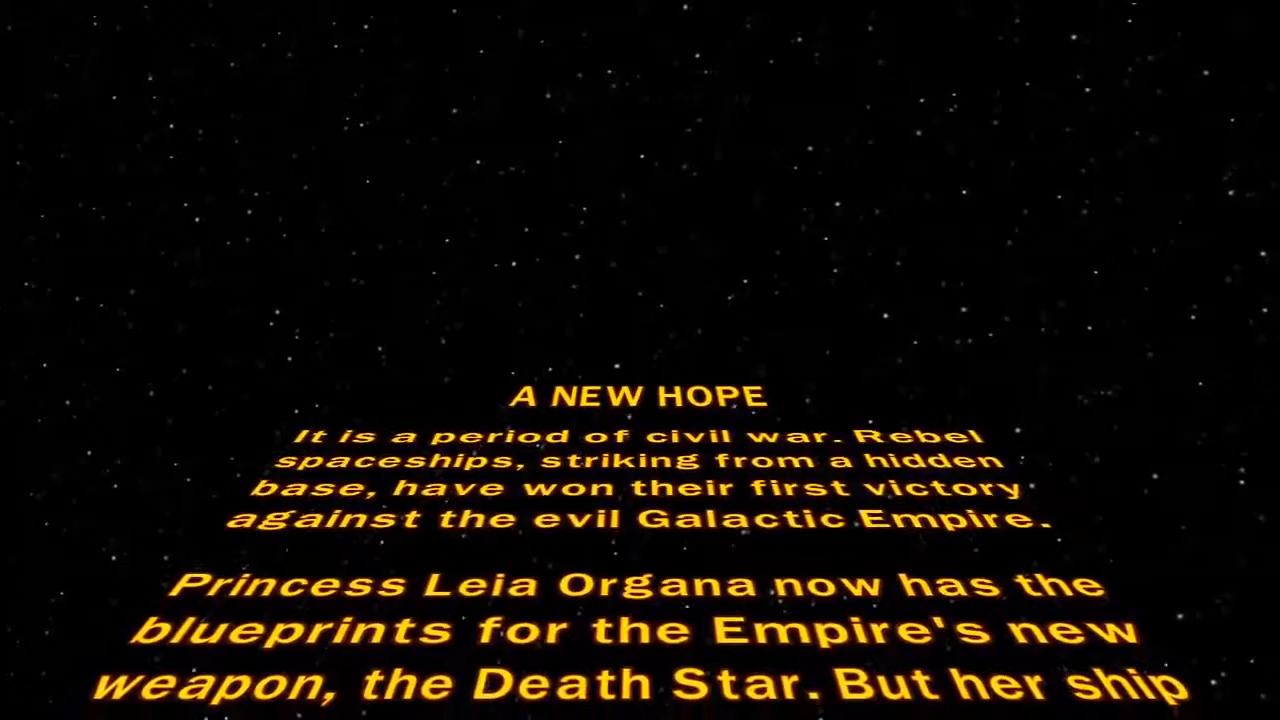 A NEW HOPE
It is a period of civil war. Rebel
spaceships, striking from a hidden
base, have won their first victory
against the evil Galactic Empire.
Princess Leia Organa now has the
blueprints for the Empire's new
weapon, the Death Star. But her ship